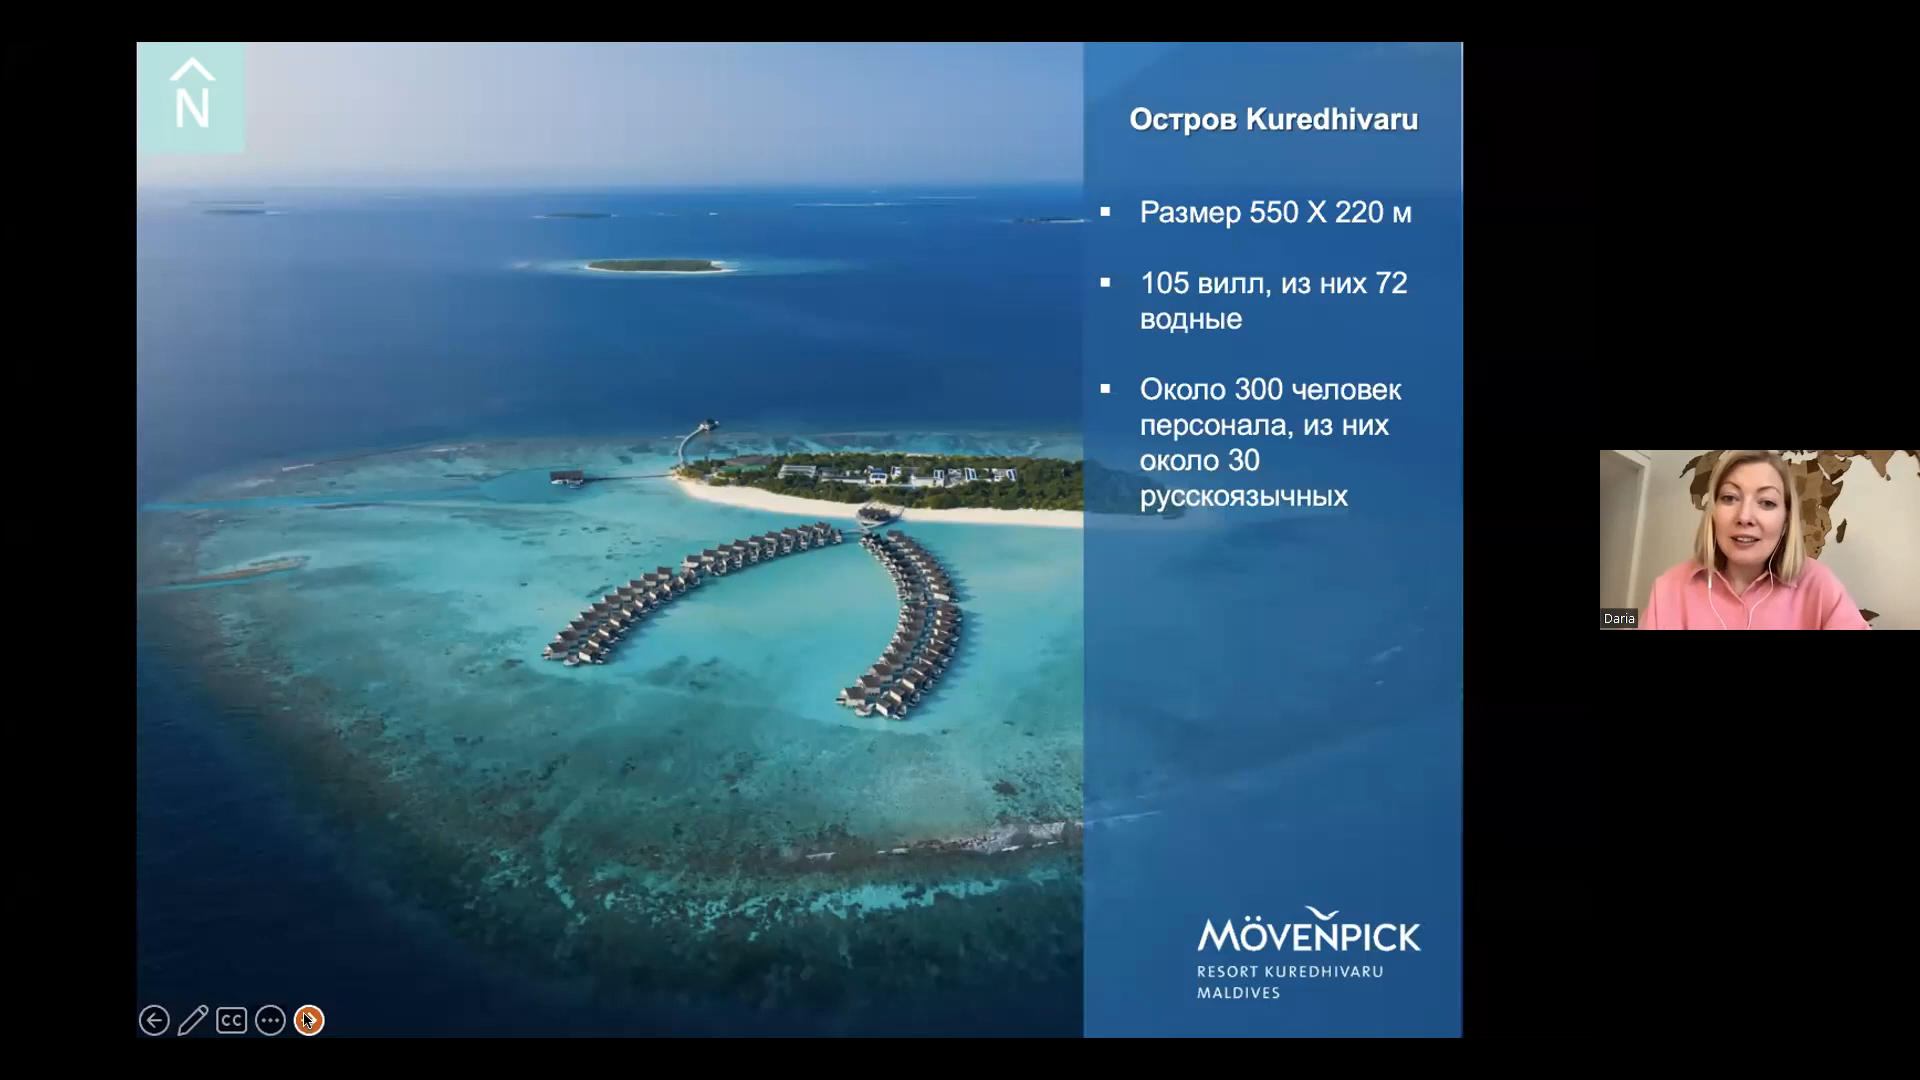 N
Остров Kuredhivaru
▪ Размер 550 X 220 м
▪ 105 вилл, из них 72
водные
▪ Около 300 человек
персонала, из них
около 30
русскоязычных
Daria
MÖVENPICK
RESORT KUREDHIVARU
MALDIVES
CC